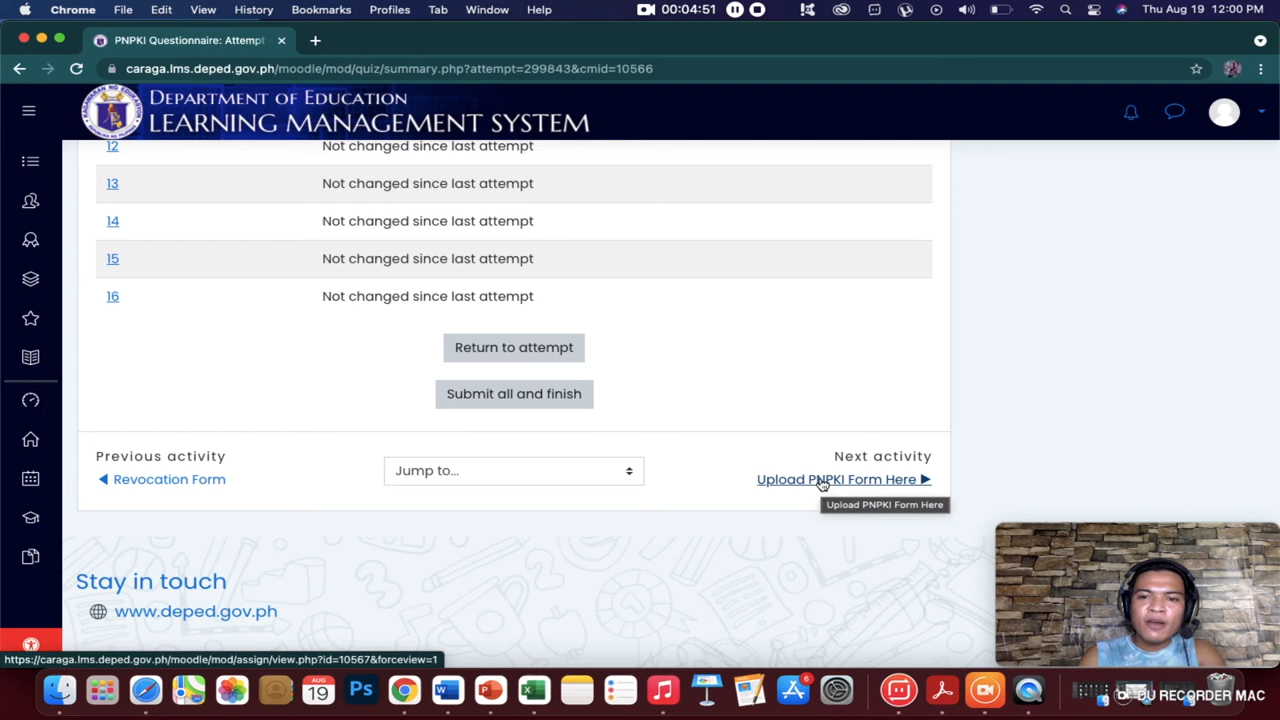 Chrome File Edit View History Bookmarks Profiles Tab Window Help 00:04:51 Thu Aug 19 12:00 PM
PNPKI Questionnaire: Attempt
caraga.lms.deped.gov.ph/moodle/mod/quiz/summary.php?attempt=299843&cmid=10566
DEPARTMENT OF EDUCATION
LEARNING MANAGEMENT SYSTEM
12 Not changed since last attempt
13 Not changed since last attempt
14 Not changed since last attempt
15 Not changed since last attempt
16 Not changed since last attempt
Return to attempt
Submit all and finish
Previous activity Next activity
◀ Revocation Form Jump to... Upload PNPKI Form Here ▶
Upload PNPKI Form Here
Stay in touch
www.deped.gov.ph
https://caraga.lms.deped.gov.ph/moodle/mod/assign/view.php?id=10567&forceview=1
AUG
19
Ps
W
P
X
6
DU RECORDER MAC